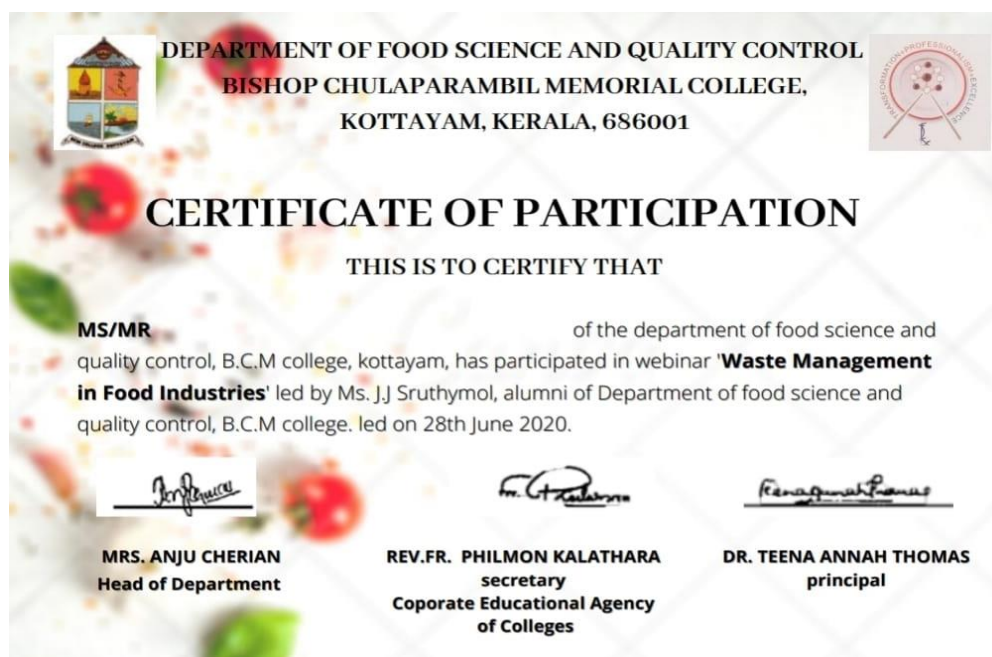 DEPARTMENT OF FOOD SCIENCE AND QUALITY CONTROL
BISHOP CHULAPARAMBIL MEMORIAL COLLEGE,
KOTTAYAM, KERALA, 686001
TRANSFORMATION•PROFESSIONALISM•EXCELLENCE
CERTIFICATE OF PARTICIPATION
THIS IS TO CERTIFY THAT
MS/MR of the department of food science and
quality control, B.C.M college, kottayam, has participated in webinar 'Waste Management
in Food Industries' led by Ms. J.J Sruthymol, alumni of Department of food science and
quality control, B.C.M college. led on 28th June 2020.
MRS. ANJU CHERIAN
Head of Department
REV.FR. PHILMON KALATHARA
secretary
Coporate Educational Agency
of Colleges
DR. TEENA ANNAH THOMAS
principal